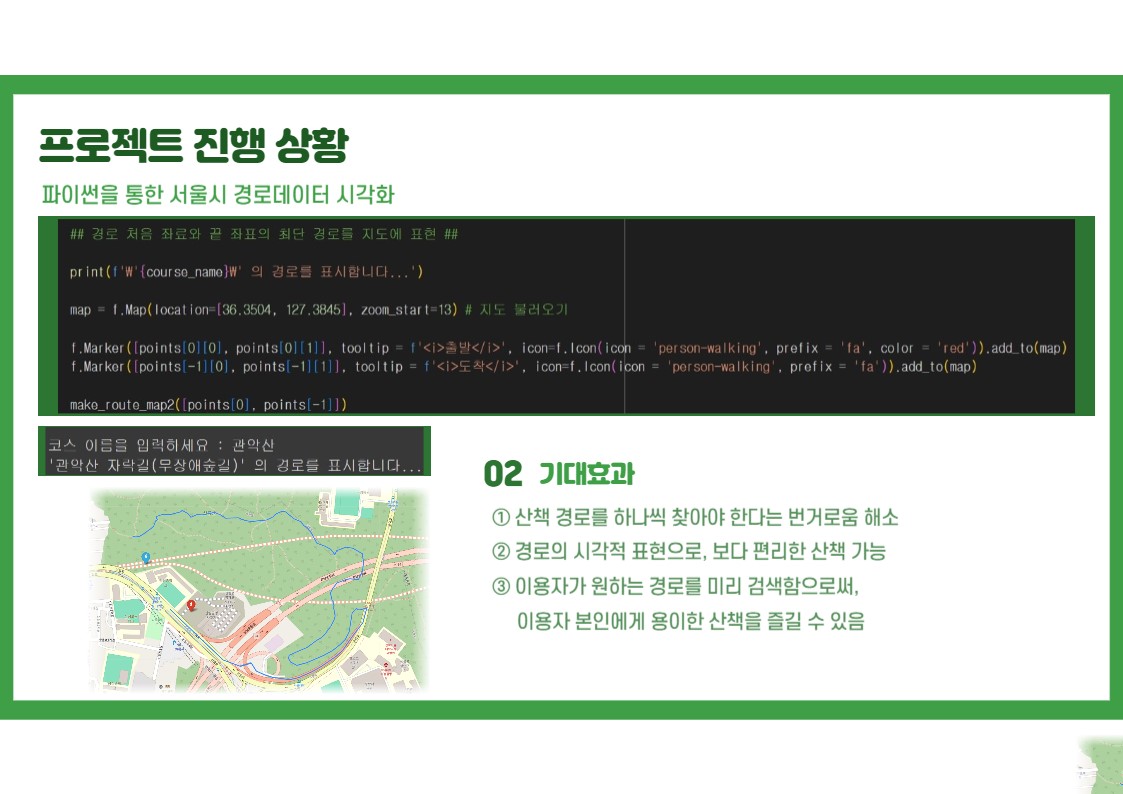 프로젝트 진행 상황
파이썬을 통한 서울시 경로데이터 시각화
## 경로 처음 좌료와 끝 좌표의 최단 경로를 지도에 표현 ##
print(f'W'{course_name}W' 의 경로를 표시합니다...')
map = f.Map(location=[36.3504, 127.3845], zoom_start=13) # 지도 불러오기
f.Marker([points[0][0], points[0][1]], tooltip = f'<i>출발</i>', icon=f.Icon(icon = 'person-walking', prefix = 'fa', color = 'red')).add_to(map)
f.Marker([points[-1][0], points[-1][1]], tooltip = f'<i>도착</i>', icon=f.Icon(icon = 'person-walking', prefix = 'fa')).add_to(map)
make_route_map2([points[0], points[-1]])
코스 이름을 입력하세요 : 관악산
'관악산 자락길(무장애숲길)' 의 경로를 표시합니다...
02 기대효과
① 산책 경로를 하나씩 찾아야 한다는 번거로움 해소
② 경로의 시각적 표현으로, 보다 편리한 산책 가능
③ 이용자가 원하는 경로를 미리 검색함으로써,
이용자 본인에게 용이한 산책을 즐길 수 있음